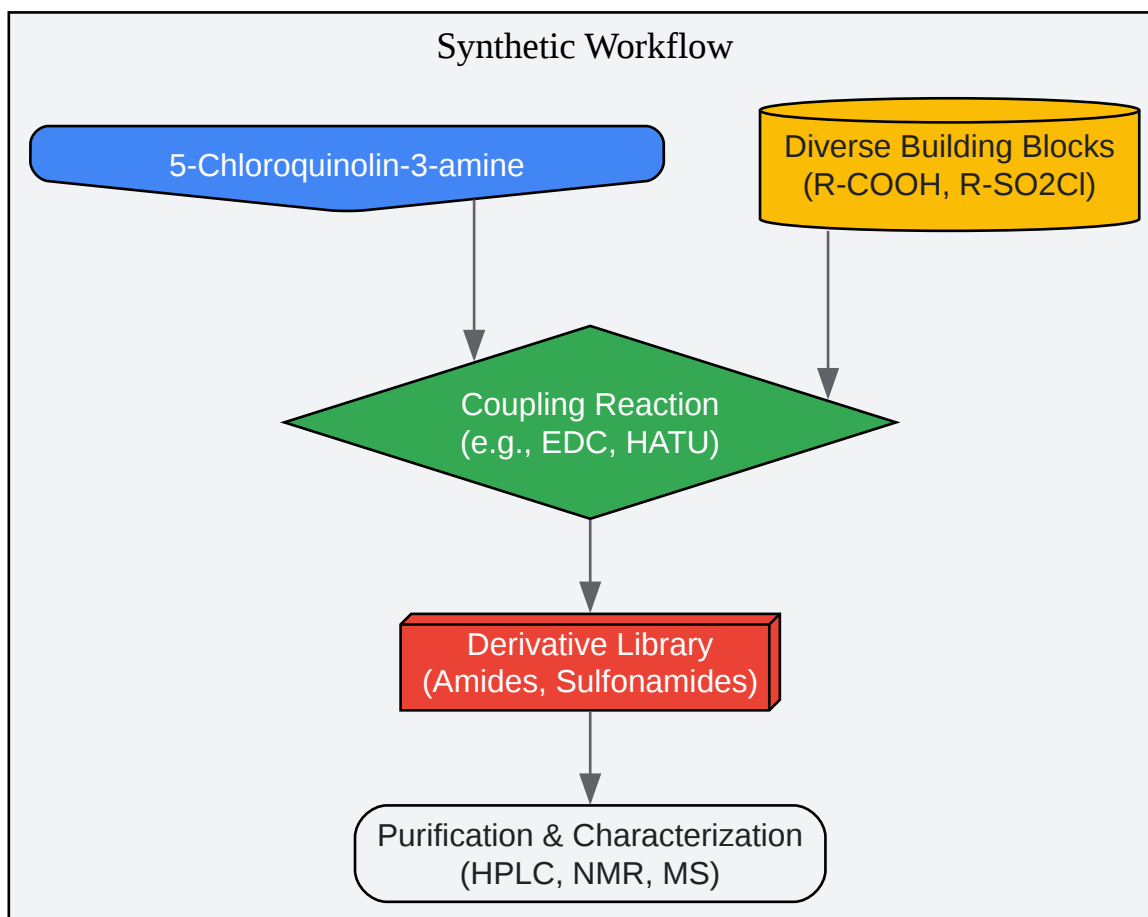 Synthetic Workflow
5-Chloroquinolin-3-amine
Diverse Building Blocks
(R-COOH, R-SO2Cl)
Coupling Reaction
(e.g., EDC, HATU)
Derivative Library
(Amides, Sulfonamides)
Purification & Characterization
(HPLC, NMR, MS)